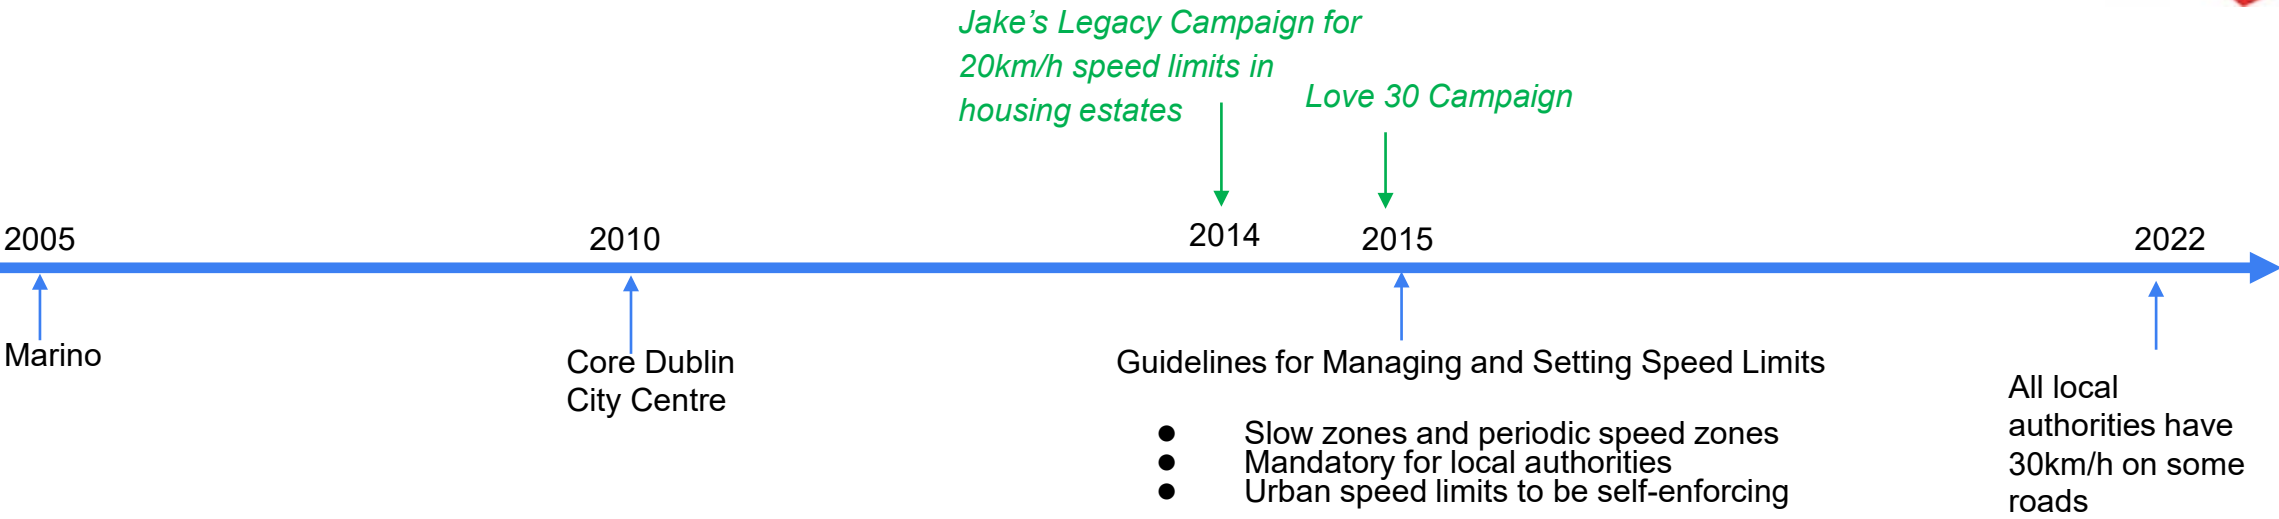 Jake’s Legacy Campaign for
20km/h speed limits in
housing estates
Love 30 Campaign
2005
2010
2014
2015
2022
Marino
Core Dublin
City Centre
Guidelines for Managing and Setting Speed Limits
● Slow zones and periodic speed zones
● Mandatory for local authorities
● Urban speed limits to be self-enforcing
All local
authorities have
30km/h on some
roads